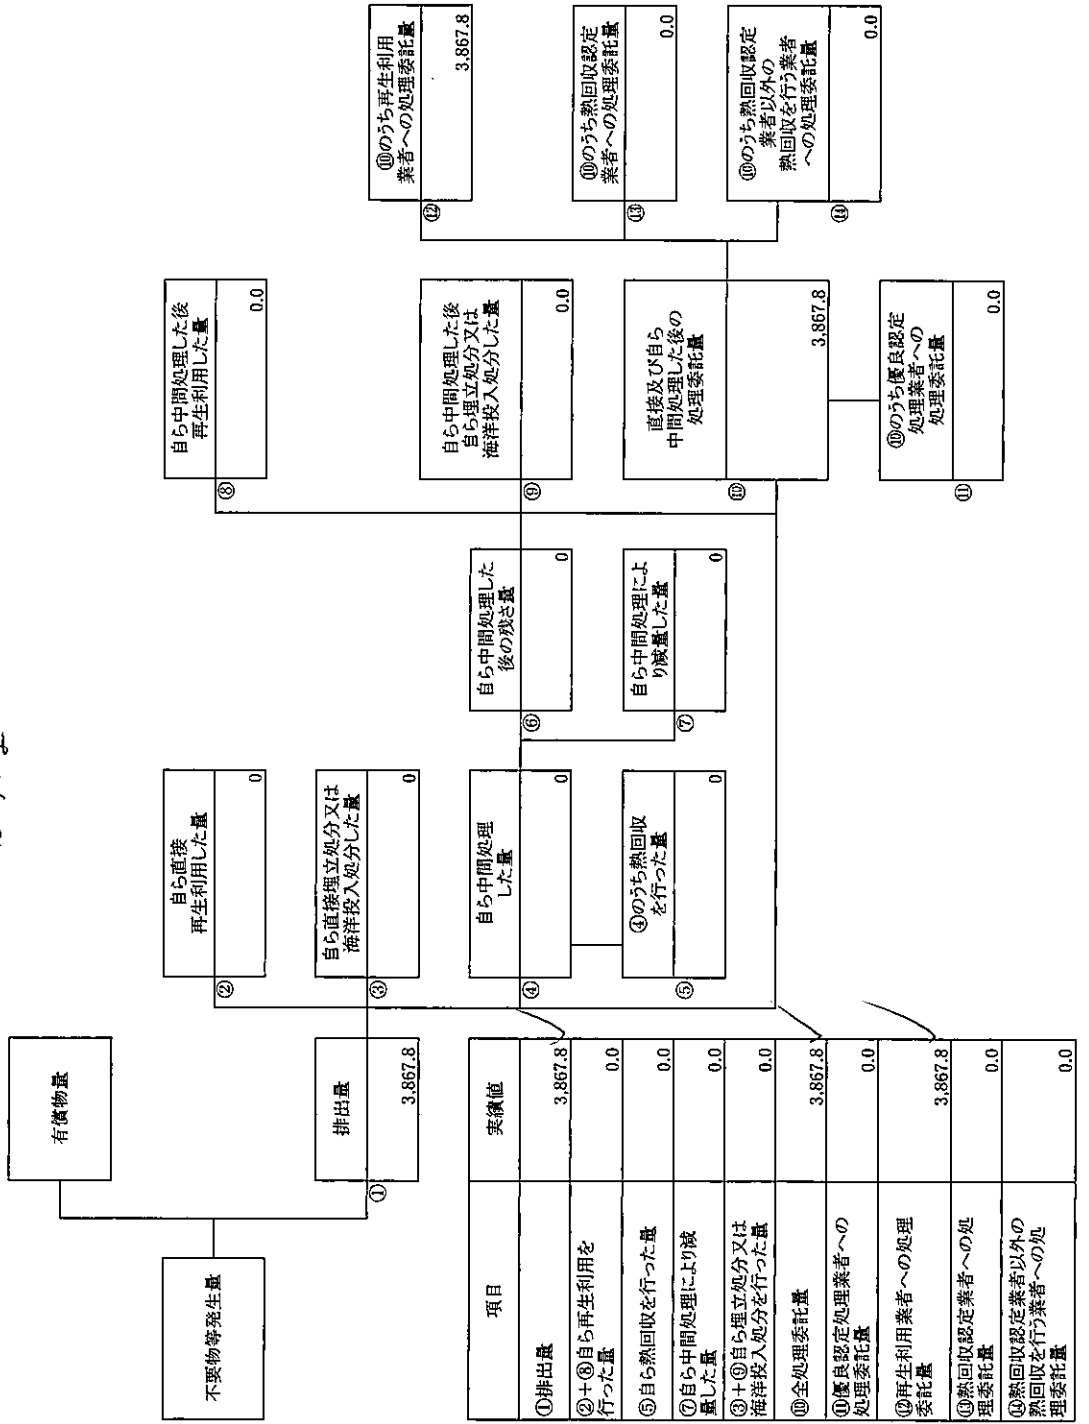 有償物量
不要物等発生量
①
排出量
3,867.8
②
自ら直接
再生利用した量
0
③
自ら直接埋立処分又は
海洋投入処分した量
0
④
自ら中間処理
した量
0
⑤
④のうち熱回収
を行った量
0
⑥
自ら中間処理した
後の残さ量
0
⑦
自ら中間処理によ
り減量した量
0
⑧
自ら中間処理した後
再生利用した量
0.0
⑨
自ら中間処理した後
自ら埋立処分又は
海洋投入処分した量
0.0
⑩
直接及び自ら
中間処理した後の
処理委託量
3,867.8
⑪
⑩のうち優良認定
処理業者への
処理委託量
0.0
⑫
⑩のうち再生利用
業者への処理委託量
3,867.8
⑬
⑩のうち熱回収認定
業者への処理委託量
0.0
⑭
⑩のうち熱回収認定
業者以外の
熱回収を行う業者
への処理委託量
0.0
項目 実績値
①排出量 3,867.8
②+⑧自ら再生利用を
行った量 0.0
⑤自ら熱回収を行った量 0.0
⑦自ら中間処理により減
量した量 0.0
③+⑨自ら埋立処分又は
海洋投入処分を行った量 0.0
⑩全処理委託量 3,867.8
⑪優良認定処理業者への
処理委託量 0.0
⑫再生利用業者への処理
委託量 3,867.8
⑬熱回収認定業者への処
理委託量 0.0
⑭熱回収認定業者以外の
熱回収を行う業者への処
理委託量 0.0